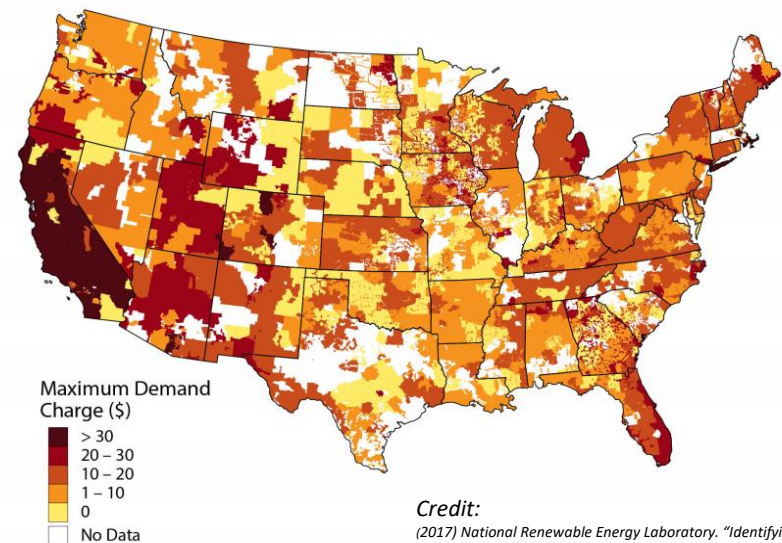 Maximum Demand
Charge ($)
> 30
20 – 30
10 – 20
1 – 10
0
No Data
Credit:
(2017) National Renewable Energy Laboratory. “Identifyi